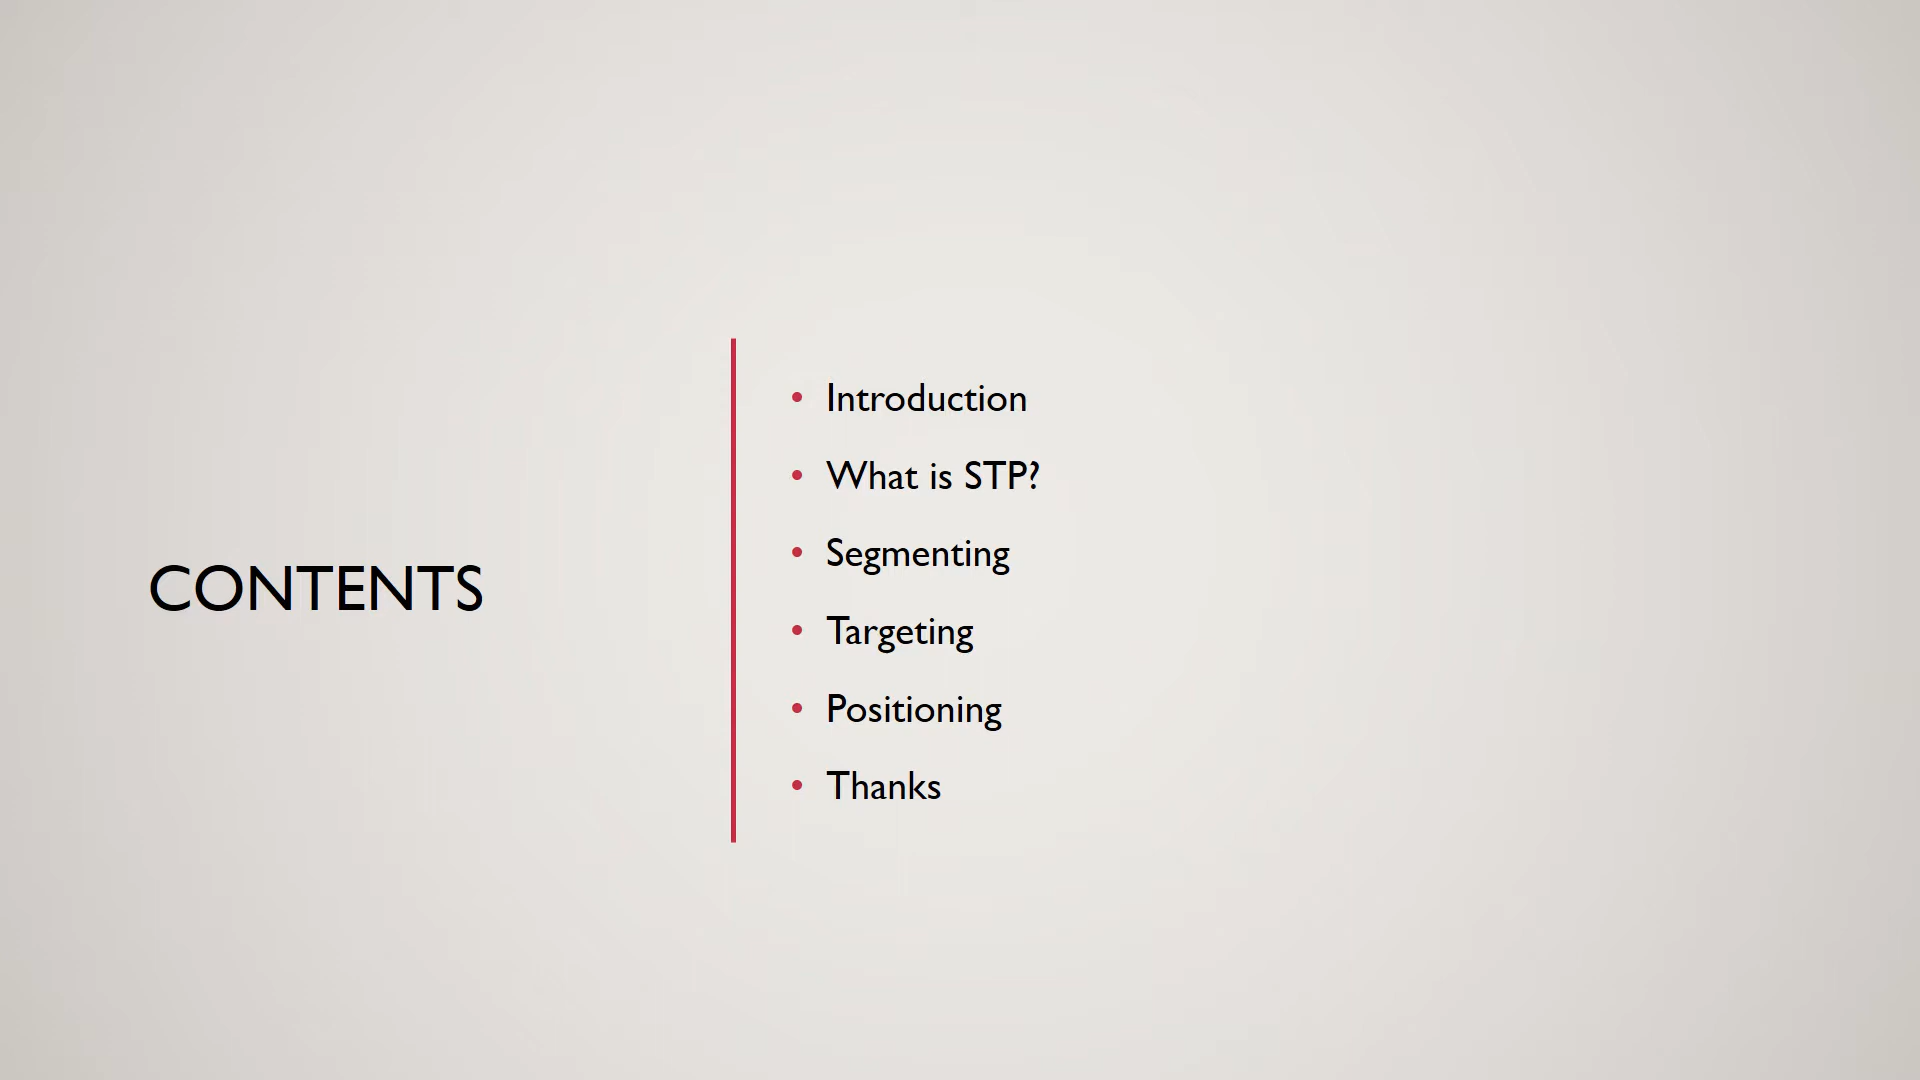 CONTENTS
• Introduction
• What is STP?
• Segmenting
• Targeting
• Positioning
• Thanks